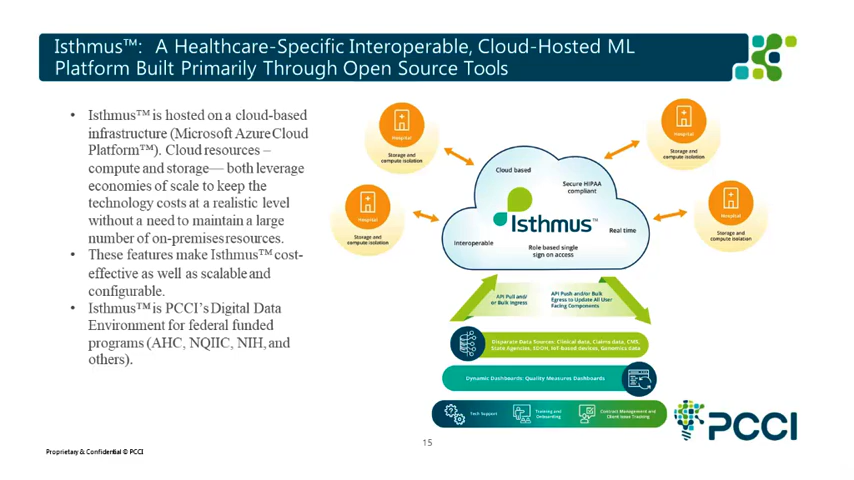 Isthmus™:  A Healthcare-Specific Interoperable, Cloud-Hosted ML
Platform Built Primarily Through Open Source Tools
• Isthmus™ is hosted on a cloud-based
infrastructure (Microsoft Azure Cloud
Platform™). Cloud resources –
compute and storage— both leverage
economies of scale to keep the
technology costs at a realistic level
without a need to maintain a large
number of on-premises resources.
• These features make Isthmus™ cost-
effective as well as scalable and
configurable.
• Isthmus™ is PCCI’s Digital Data
Environment for federal funded
programs (AHC, NQIIC, NIH, and
others).
Hospital
Storage and
compute isolation
Hospital
Storage and
compute isolation
Hospital
Storage and
compute isolation
Hospital
Storage and
compute isolation
Cloud based
Secure HIPAA
compliant
Isthmus™
Real time
Interoperable
Role based single
sign on access
API Pull and/
or Bulk Ingress
API Push and/or Bulk
Egress to Update All User
Facing Components
Disparate Data Sources: Clinical data, Claims data, CMS,
State Agencies, SDOH, IoT Based devices, Genomics data
Dynamic Dashboards: Quality Measures Dashboards
Tech Support
Training and
Onboarding
Contract Management and
Client Issue Tracking
PCCI
15
Proprietary & Confidential © PCCI